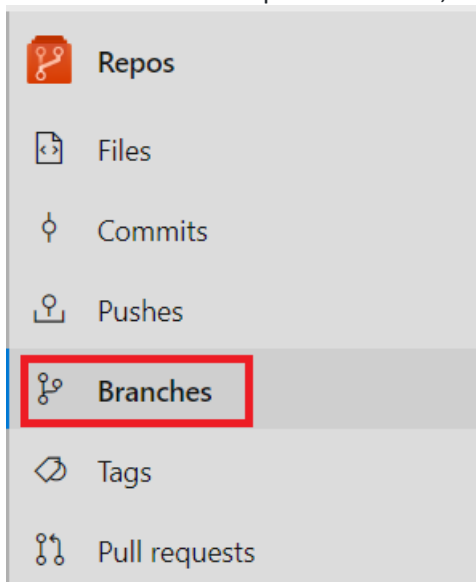 Repos
Files
Commits
Pushes
Branches
Tags
Pull requests